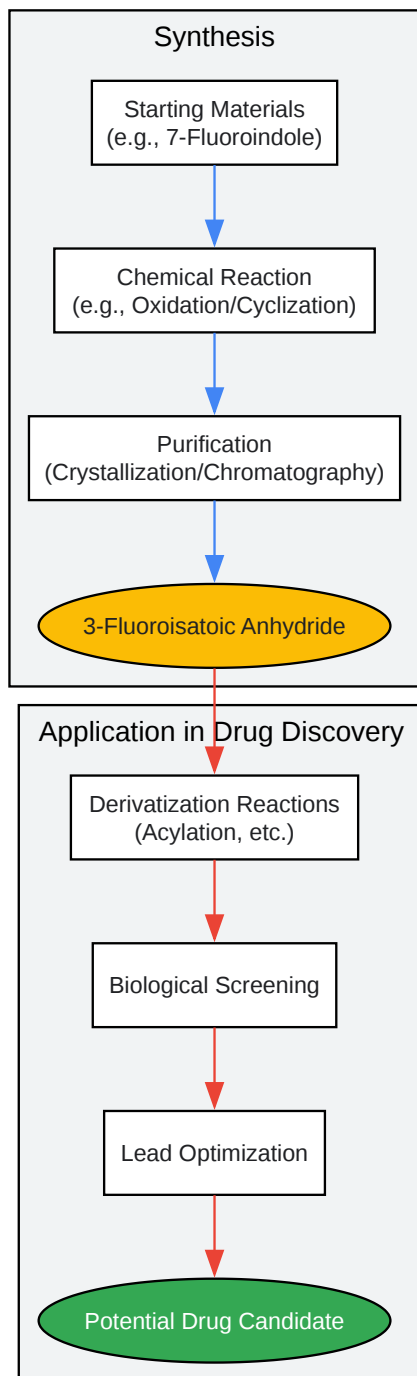 Synthesis
Starting Materials
(e.g., 7-Fluoroindole)
Chemical Reaction
(e.g., Oxidation/Cyclization)
Purification
(Crystallization/Chromatography)
3-Fluoroisatoic Anhydride
Application in Drug Discovery
Derivatization Reactions
(Acylation, etc.)
Biological Screening
Lead Optimization
Potential Drug Candidate